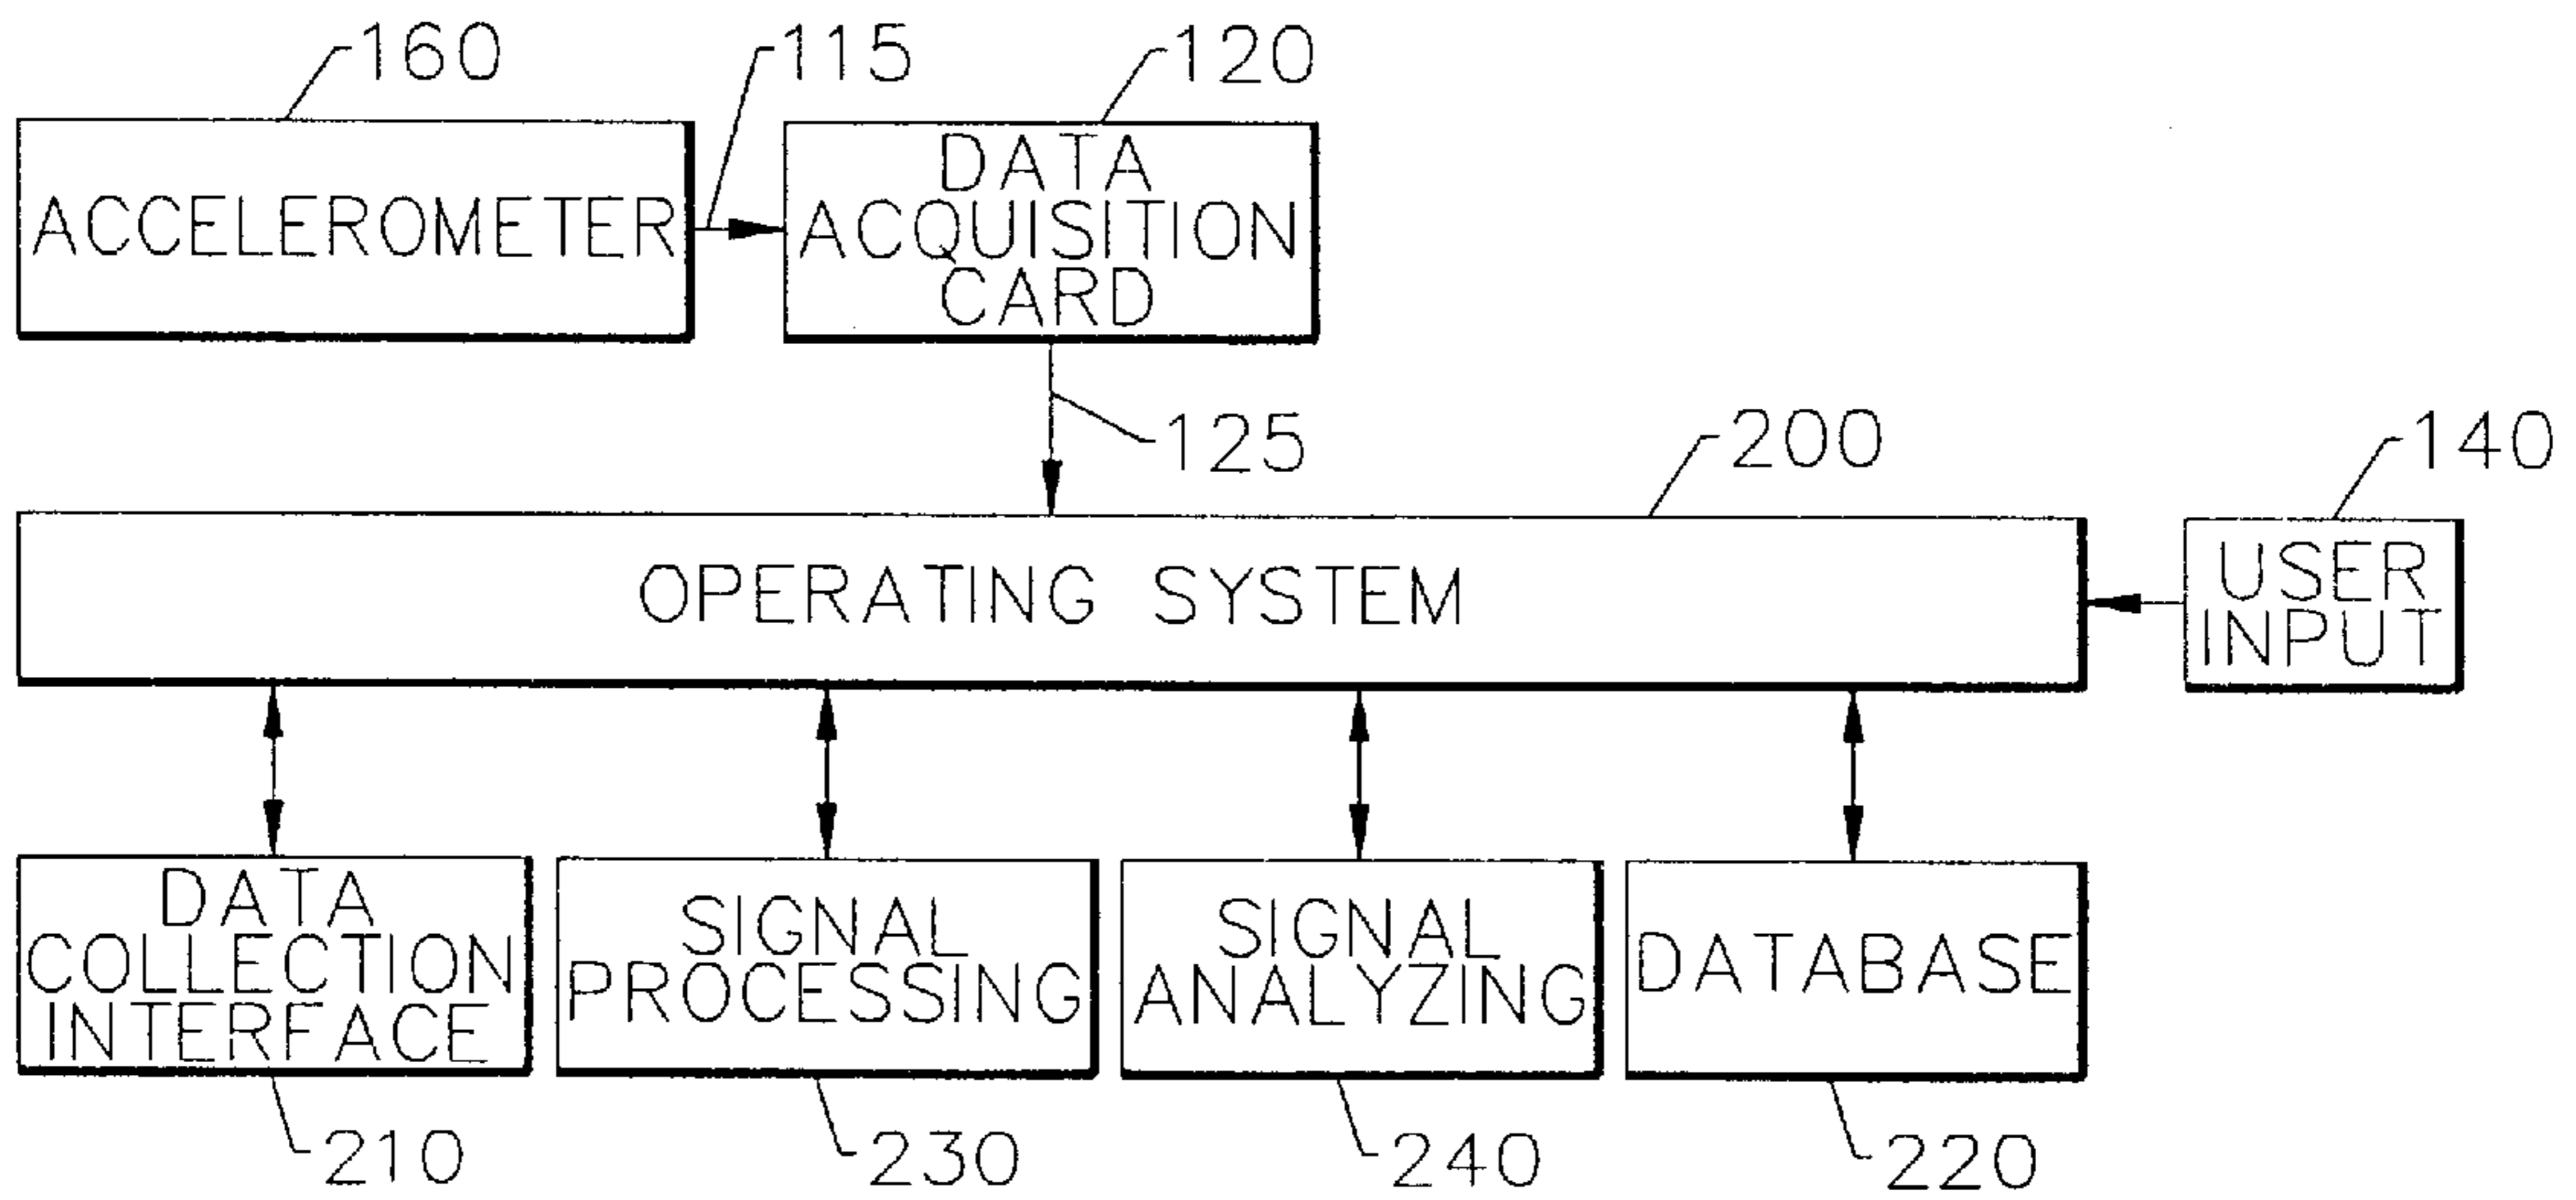 160
115
120
ACCELEROMETER
DATA
ACQUISITION
CARD
125
200
140
OPERATING SYSTEM
USER
INPUT
DATA
COLLECTION
INTERFACE
SIGNAL
PROCESSING
SIGNAL
ANALYZING
DATABASE
210
230
240
220